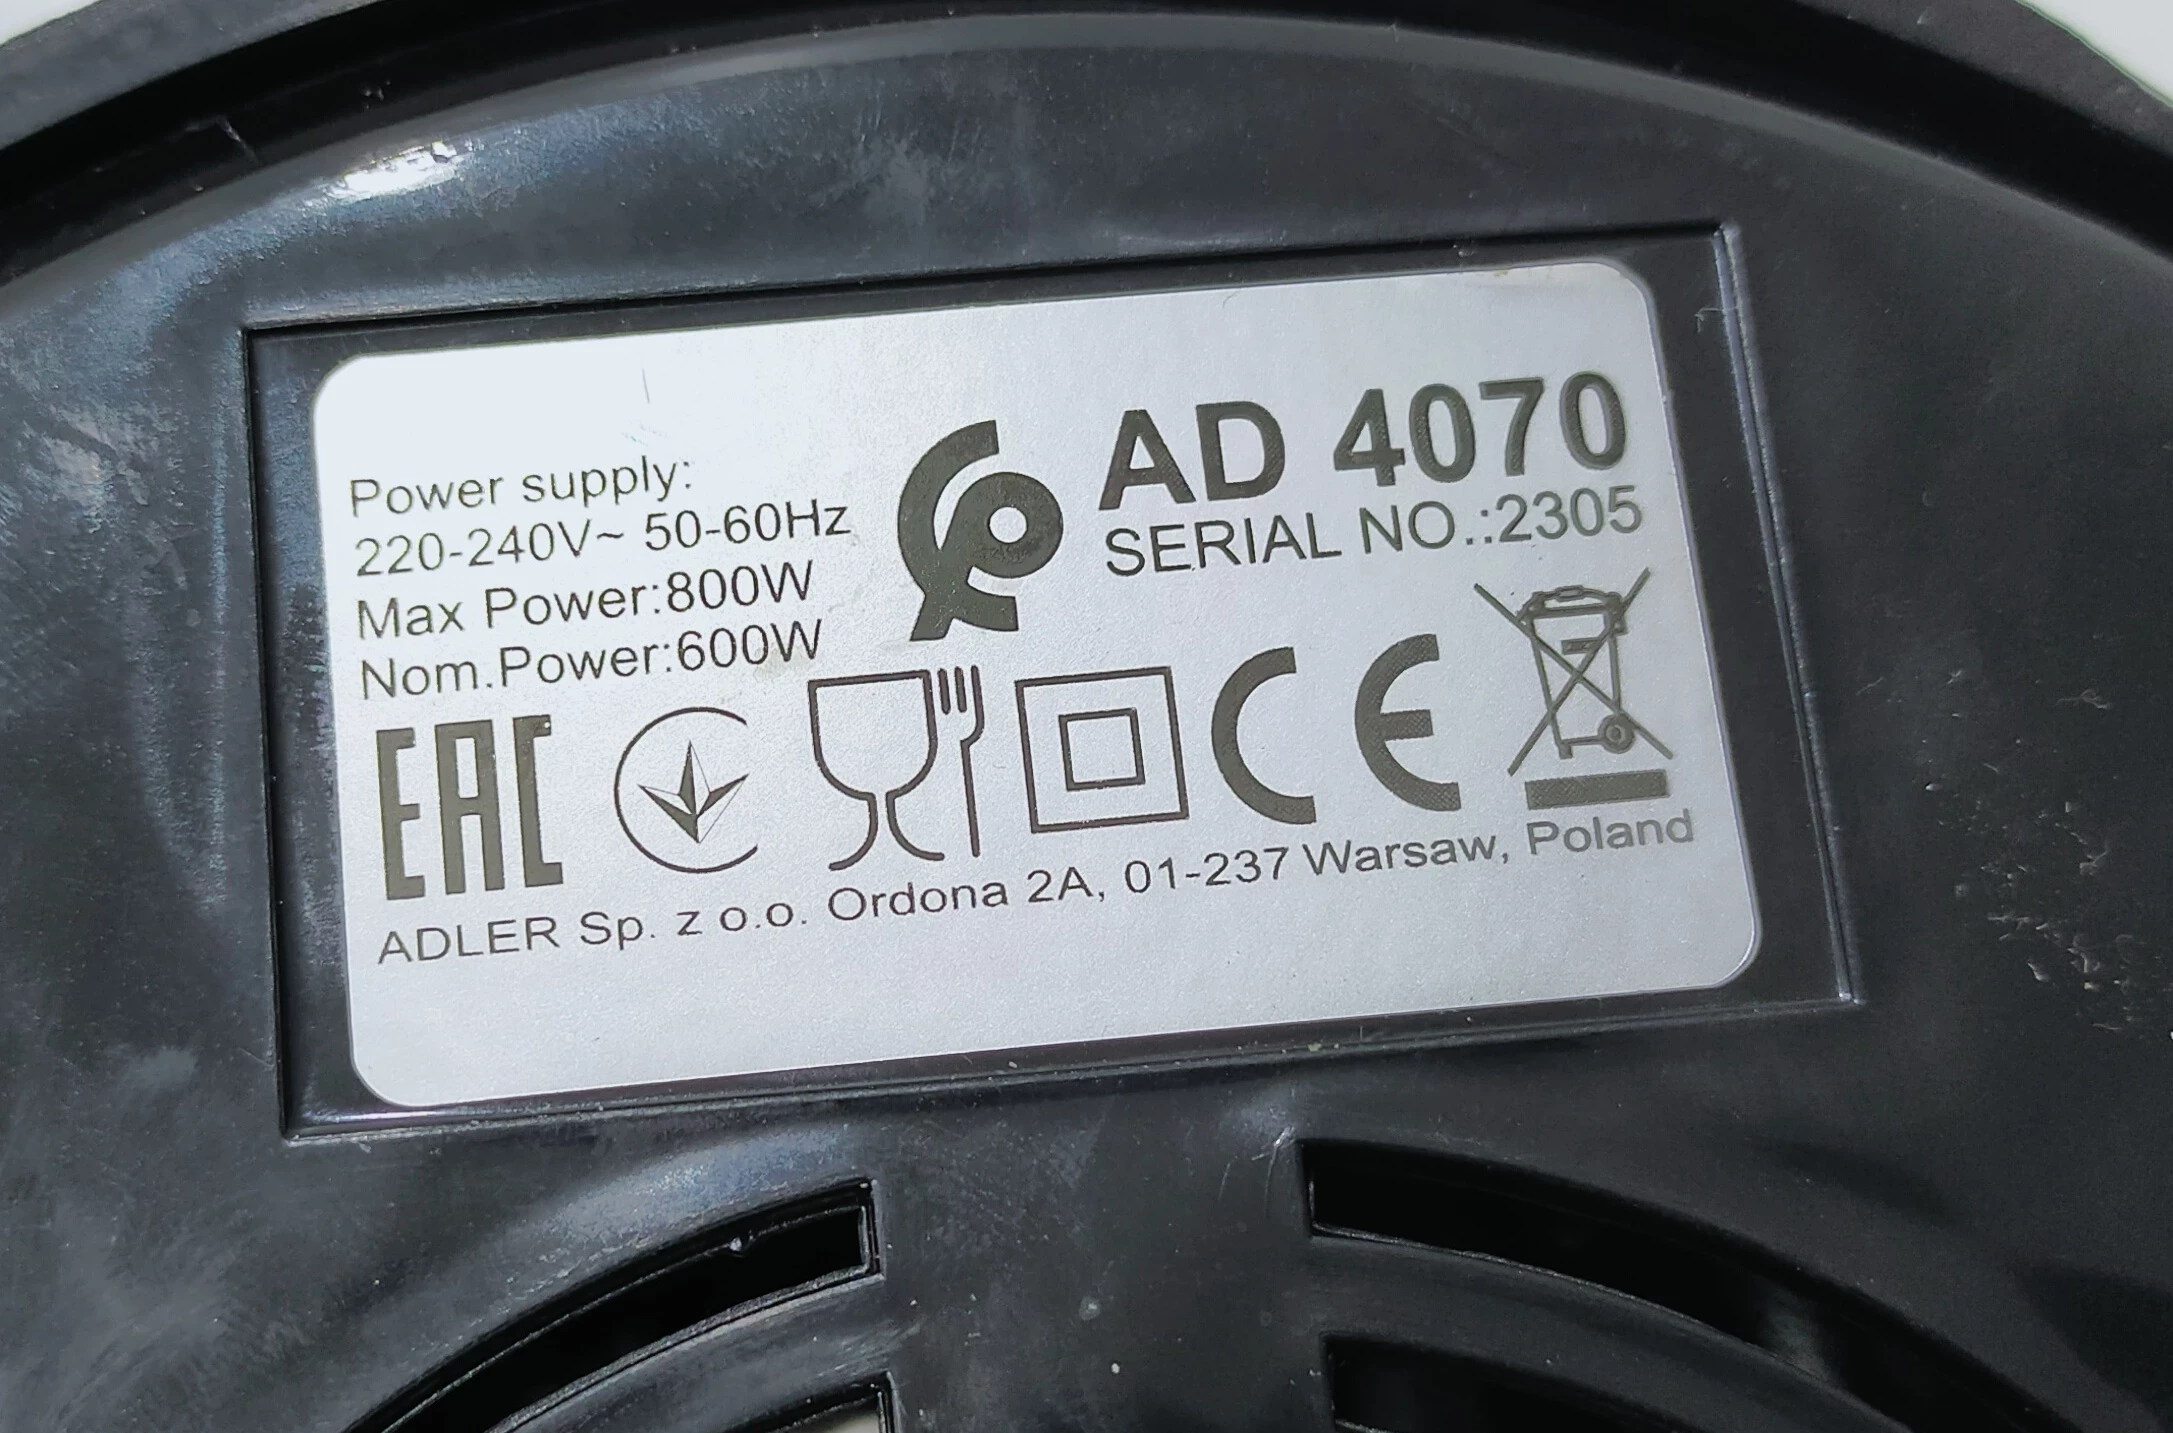 Power supply:
220-240V~ 50-60Hz
Max Power:800W
Nom.Power:600W
AD 4070
SERIAL NO.:: 2305
EAC
CE
ADLER Sp. z o.o. Ordona 2A, 01-237 Warsaw, Poland